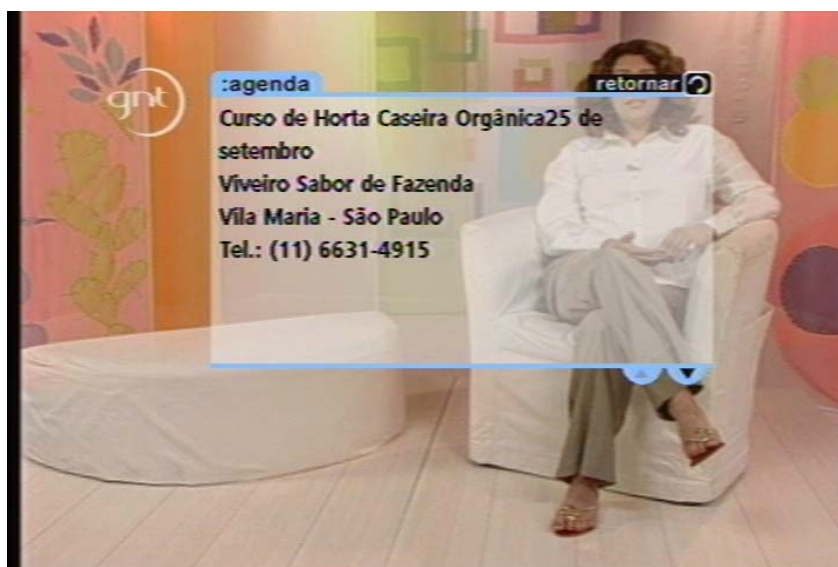 gnt
:agenda
retornar
Curso de Horta Caseira Orgânica25 de
setembro
Viveiro Sabor de Fazenda
Vila Maria - São Paulo
Tel.: (11) 6631-4915